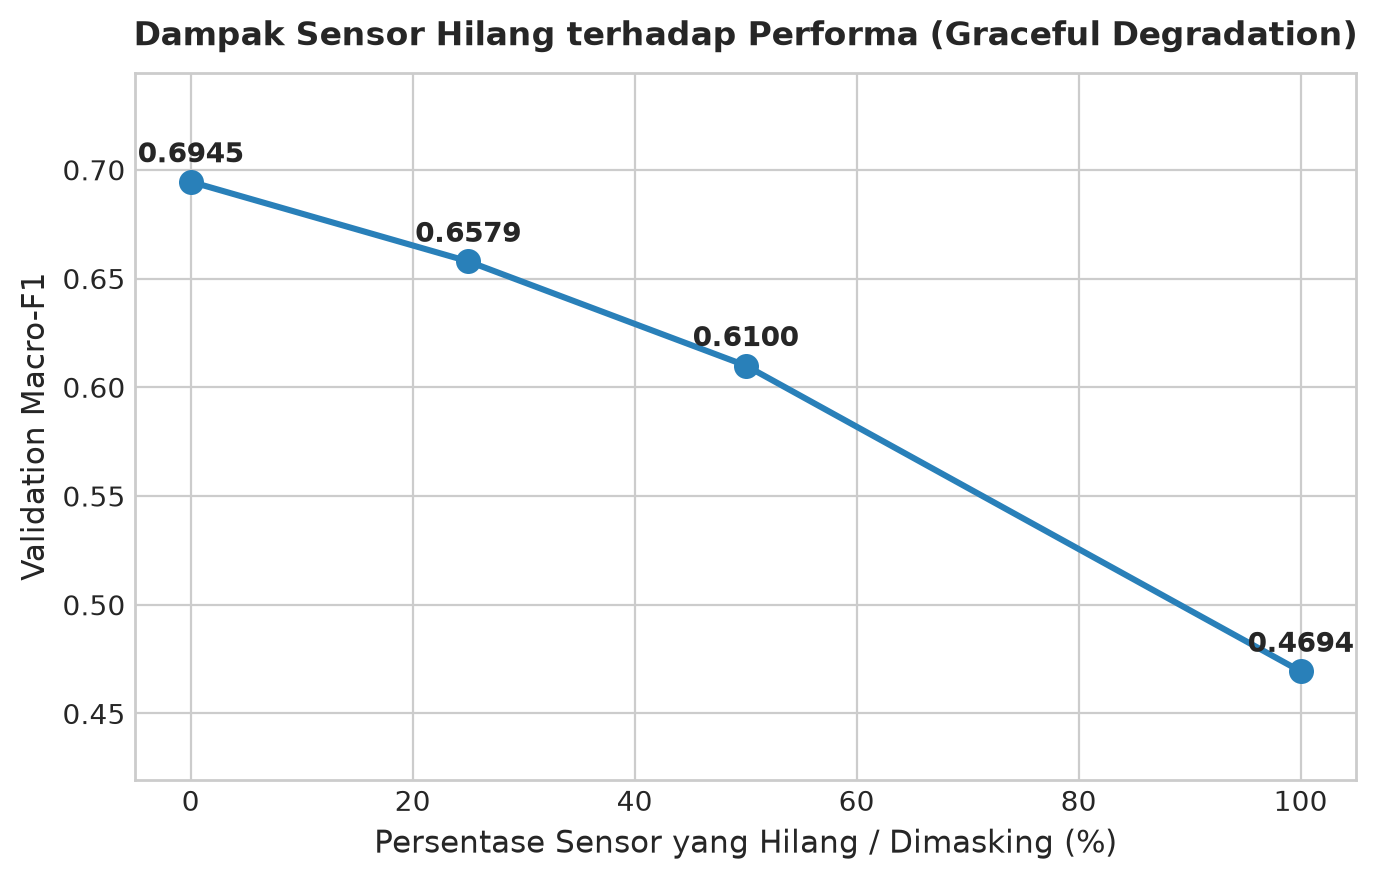 Dampak Sensor Hilang terhadap Performa (Graceful Degradation)
Validation Macro-F1
0.70
0.65
0.60
0.55
0.50
0.45
0.6945
0.6579
0.6100
0.4694
0 20 40 60 80 100
Persentase Sensor yang Hilang / Dimasking (%)